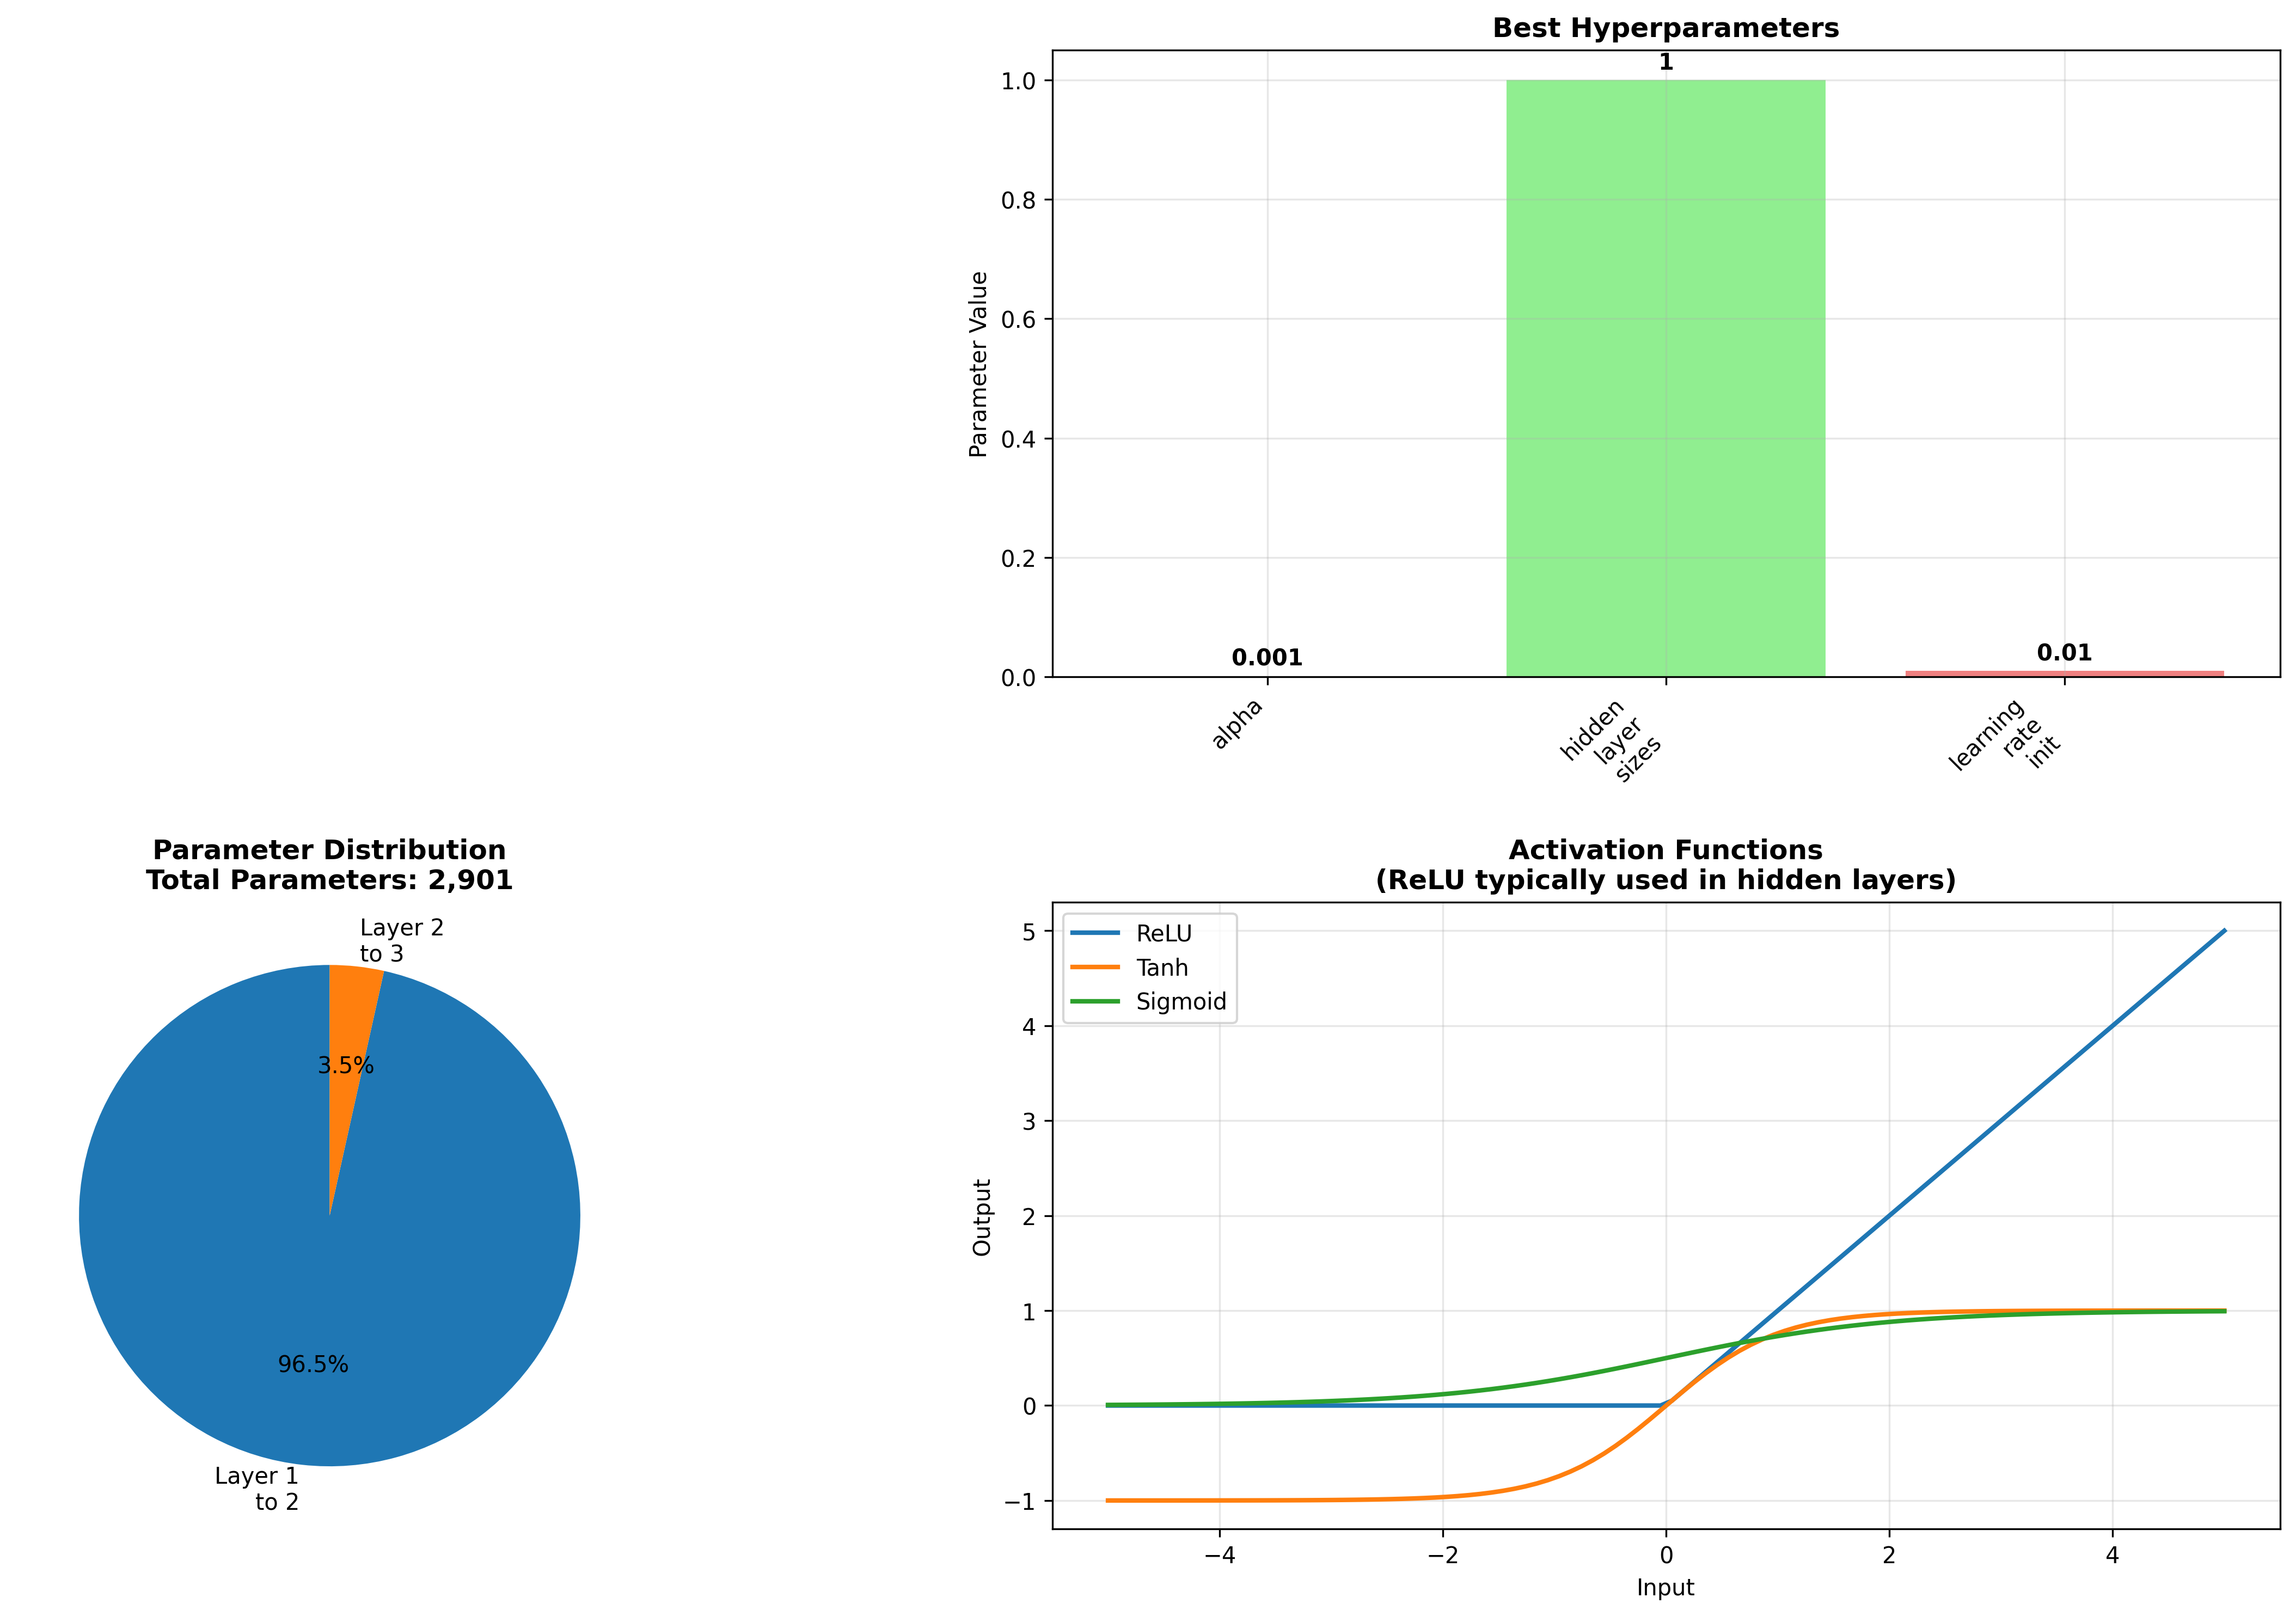 Best Hyperparameters
1
1.0
0.8
0.6
0.4
0.2
0.0
Parameter Value
0.001
0.01
alpha
hidden
layer
sizes
learning
rate
init
Parameter Distribution
Total Parameters: 2,901
Layer 2
to 3
3.5%
96.5%
Layer 1
to 2
Activation Functions
(ReLU typically used in hidden layers)
ReLU
Tanh
Sigmoid
5
4
3
2
1
0
−1
Output
−4
−2
0
2
4
Input